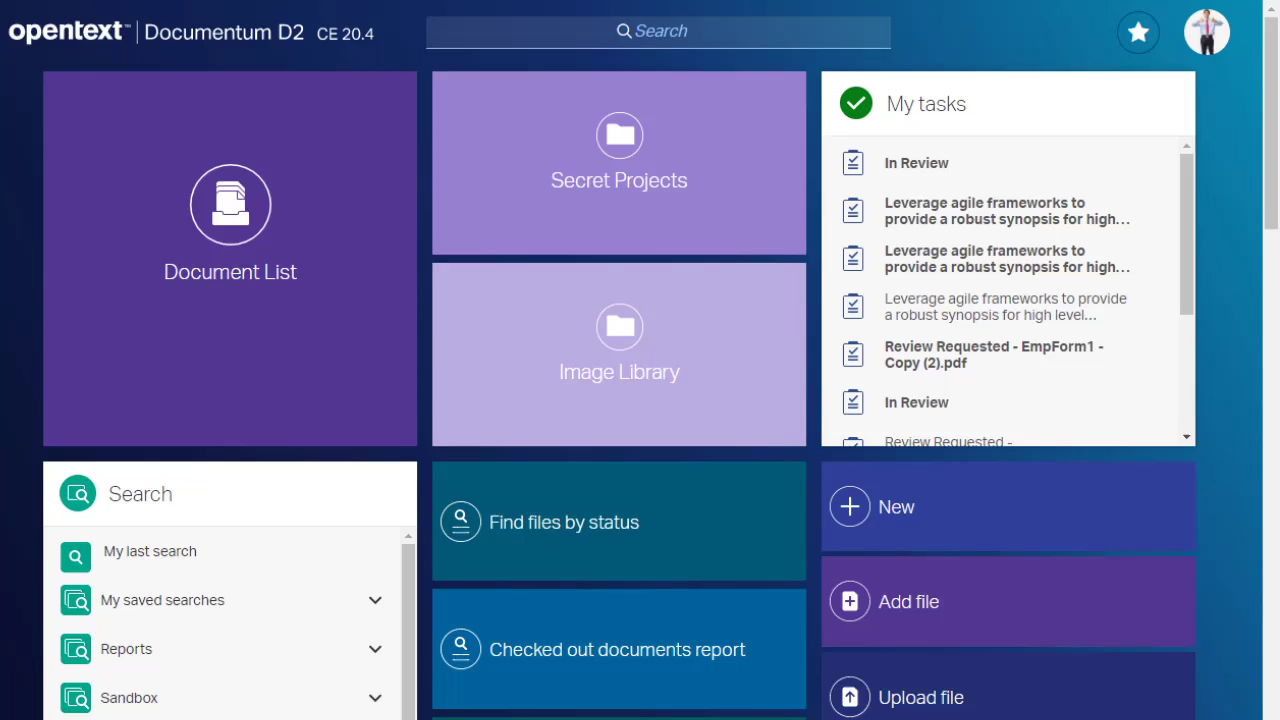 opentext™ | Documentum D2 CE 20.4
Search
Document List
Secret Projects
Image Library
My tasks
In Review
Leverage agile frameworks to
provide a robust synopsis for high...
Leverage agile frameworks to
provide a robust synopsis for high...
Leverage agile frameworks to provide
a robust synopsis for high level...
Review Requested - EmpForm1 -
Copy (2).pdf
In Review
Review Requested -
Search
My last search
My saved searches
Reports
Sandbox
Find files by status
Checked out documents report
New
Add file
Upload file